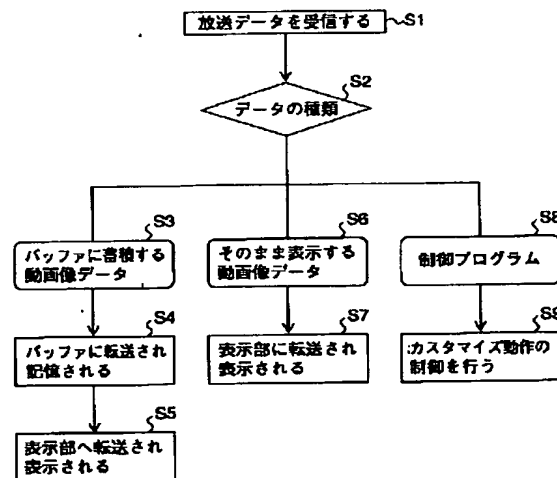 放送データを受信する
S1
S2
データの種類
S3
バッファに蓄積する
動画像データ
S6
そのまま表示する
動画像データ
S8
制御プログラム
S4
バッファに転送され
記憶される
S7
表示部に転送され
表示される
S9
カスタマイズ動作の
制御を行う
S5
表示部へ転送され
表示される